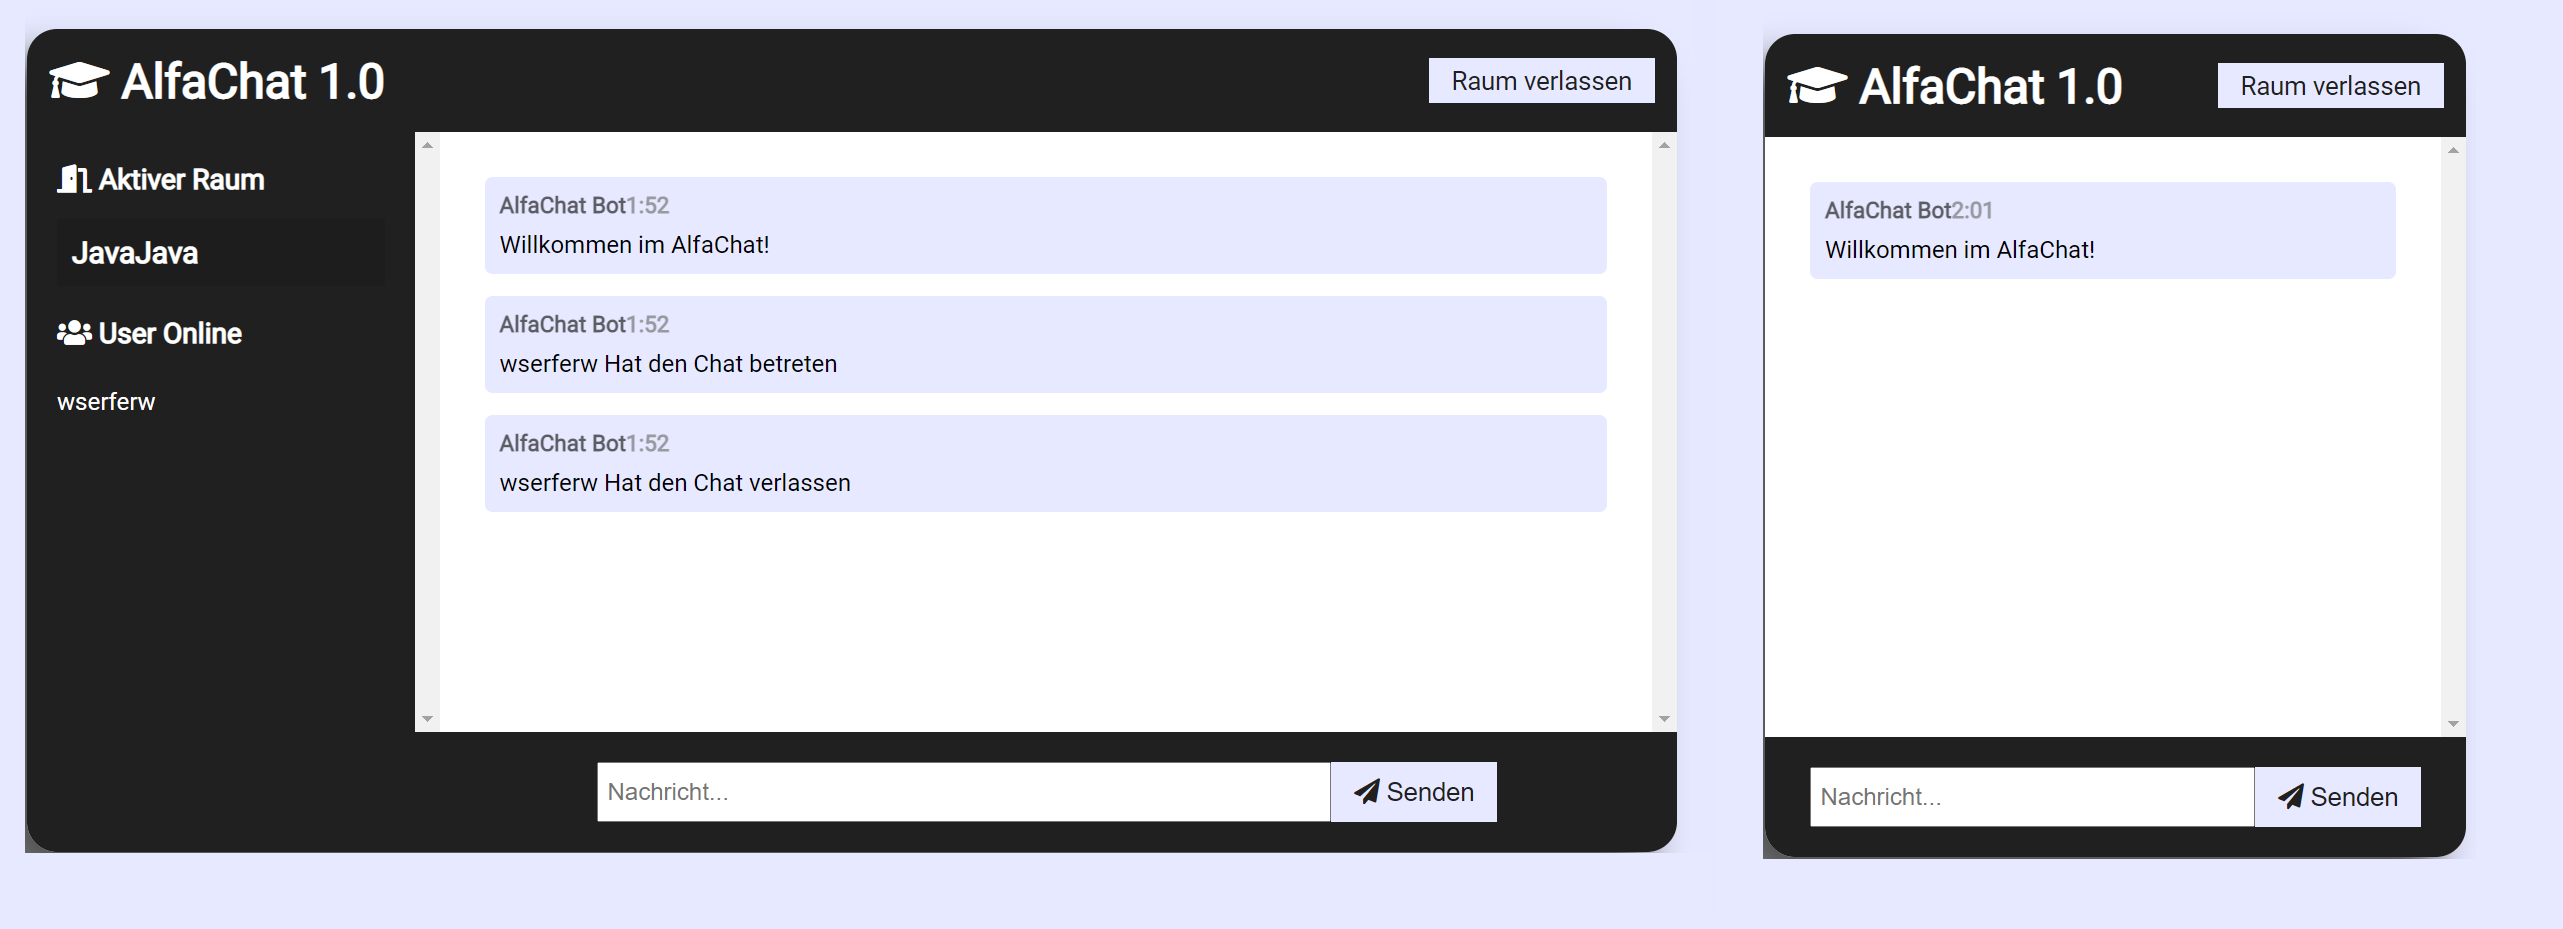 AlfaChat 1.0
Raum verlassen
Aktiver Raum
JavaJava
User Online
wserferw
AlfaChat Bot1:52
Willkommen im AlfaChat!
AlfaChat Bot1:52
wserferw Hat den Chat betreten
AlfaChat Bot1:52
wserferw Hat den Chat verlassen
Nachricht...
Senden
AlfaChat 1.0
Raum verlassen
AlfaChat Bot2:01
Willkommen im AlfaChat!
Nachricht...
Senden